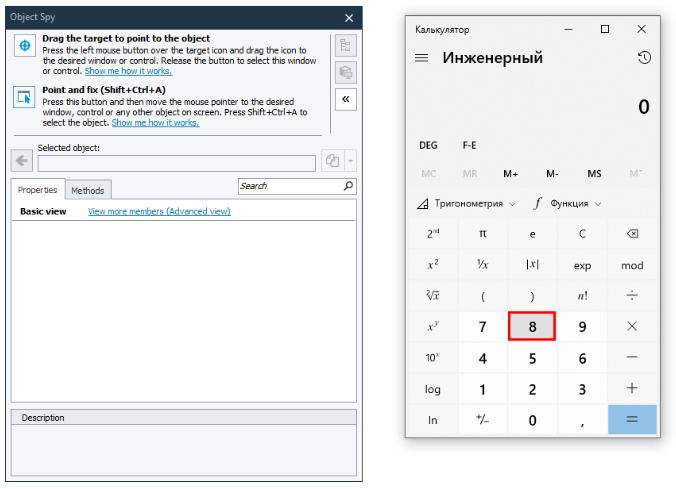 Object Spy
Drag the target to point to the object
Press the left mouse button over the target icon and drag the icon to
the desired window or control. Release the button to select this window
or control. Show me how it works.
Point and fix (Shift+Ctrl+A)
Press this button and then move the mouse pointer to the desired
window, control or any other object on screen. Press Shift+Ctrl+A to
select the object. Show me how it works.
Selected object:
Properties Methods Search
Basic view View more members (Advanced view)
Description
Калькулятор
Инженерный
0
DEG F-E
MC MR M+ M- MS M˅
Тригонометрия f Функция
2ⁿᵈ π e C
x² ¹/x |x| exp mod
²√x ( ) n! ÷
xʸ 7 8 9 ×
10ˣ 4 5 6 −
log 1 2 3 +
ln +/− 0 , =